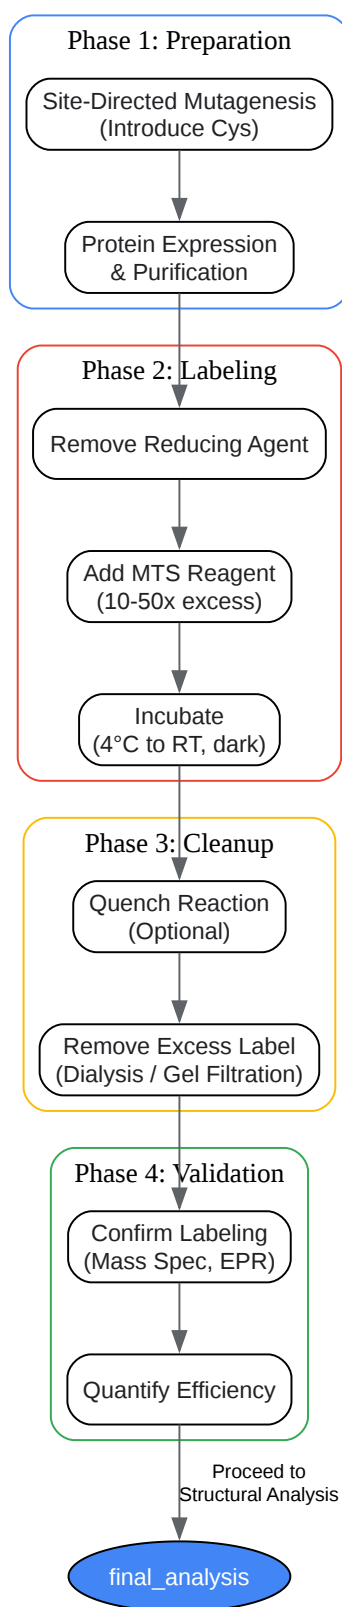 Phase 1: Preparation
Site-Directed Mutagenesis
(Introduce Cys)
Protein Expression
& Purification
Phase 2: Labeling
Remove Reducing Agent
Add MTS Reagent
(10-50x excess)
Incubate
(4°C to RT, dark)
Phase 3: Cleanup
Quench Reaction
(Optional)
Remove Excess Label
(Dialysis / Gel Filtration)
Phase 4: Validation
Confirm Labeling
(Mass Spec, EPR)
Quantify Efficiency
Proceed to
Structural Analysis
final_analysis